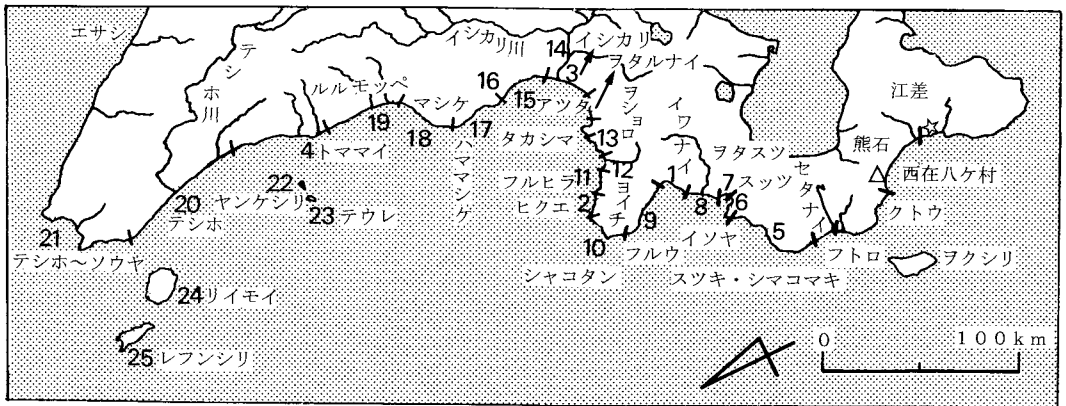 エサシ
テシホ川
イシカリ川
ルルモッペ
14
イシカリ
3
ヲタルナイ
16
15
アツタ
マシケ
19
18
17
ハママシケ
4
トママイ
タカシマ
13
ヲショロ
イワナイ
江差
熊石
西在八ケ村
クトウ
ヲタスツ
セタナイ
フルヒラ
11
12
ヨイチ
1
7
スッツ
ヒクエ
2
9
8
26
22
ヤンケシリ
23
テウレ
20
テシホ
21
テシホ〜ソウヤ
10
シャコタン
フルウ
イソヤ
5
スツキ・シマコマキ
フトロ
ヲクシリ
24
リイモイ
25
レフンシリ
0
100km